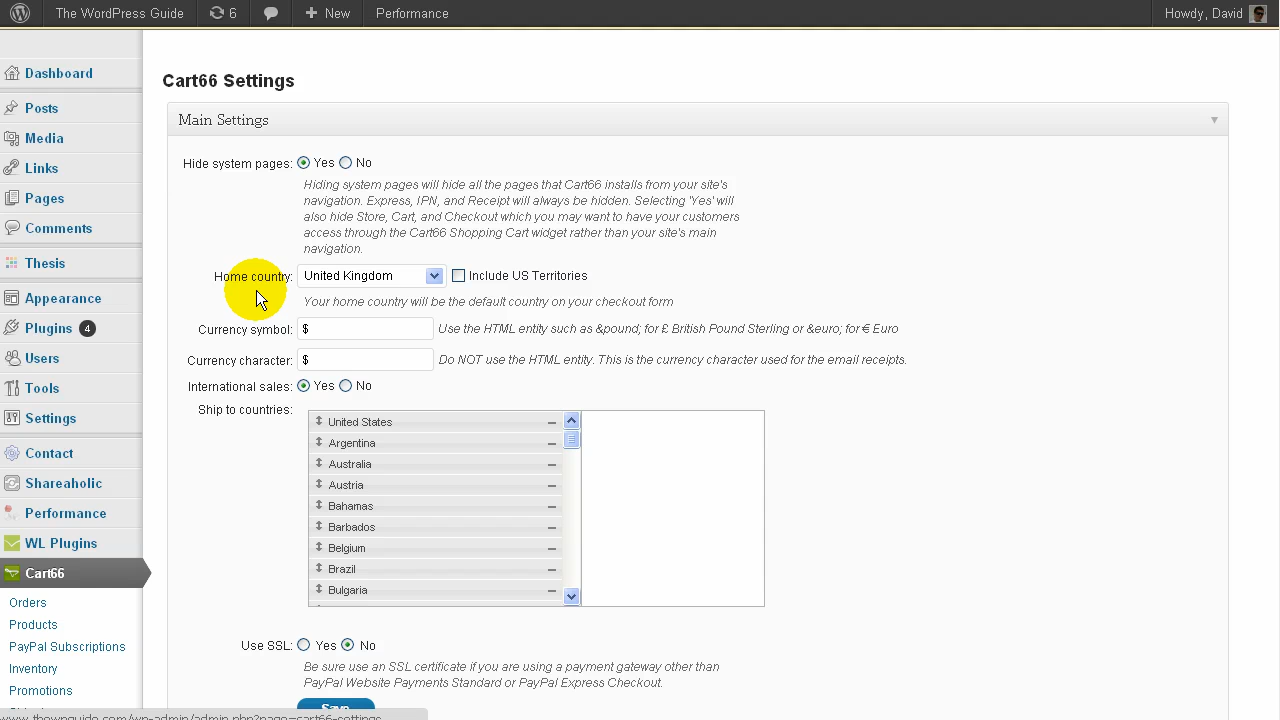 The WordPress Guide 6 New Performance Howdy, David
Dashboard
Posts
Media
Links
Pages
Comments
Thesis
Appearance
Plugins 4
Users
Tools
Settings
Contact
Shareaholic
Performance
WL Plugins
Cart66
Orders
Products
PayPal Subscriptions
Inventory
Promotions
Cart66 Settings
Main Settings
Hide system pages: Yes No
Hiding system pages will hide all the pages that Cart66 installs from your site's
navigation. Express, IPN, and Receipt will always be hidden. Selecting 'Yes' will
also hide Store, Cart, and Checkout which you may want to have your customers
access through the Cart66 Shopping Cart widget rather than your site's main
navigation.
Home country: United Kingdom Include US Territories
Your home country will be the default country on your checkout form
Currency symbol: $ Use the HTML entity such as &pound; for £ British Pound Sterling or &euro; for € Euro
Currency character: $ Do NOT use the HTML entity. This is the currency character used for the email receipts.
International sales: Yes No
Ship to countries:
United States
Argentina
Australia
Austria
Bahamas
Barbados
Belgium
Brazil
Bulgaria
Use SSL: Yes No
Be sure use an SSL certificate if you are using a payment gateway other than
PayPal Website Payments Standard or PayPal Express Checkout.
Save